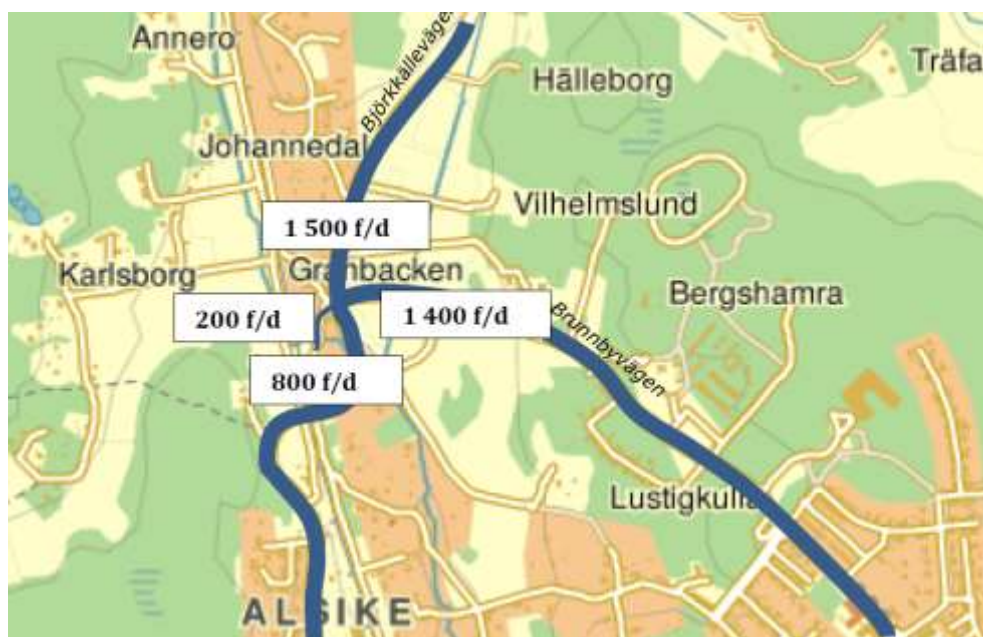 Annero
Björkkällevägen
Hälleborg
Träfa
Johannedal
Vilhelmslund
1 500 f/d
Karlsborg
Granbacken
Bergshamra
200 f/d
1 400 f/d
Brunnbyvägen
800 f/d
Lustigkulla
ALSIKE